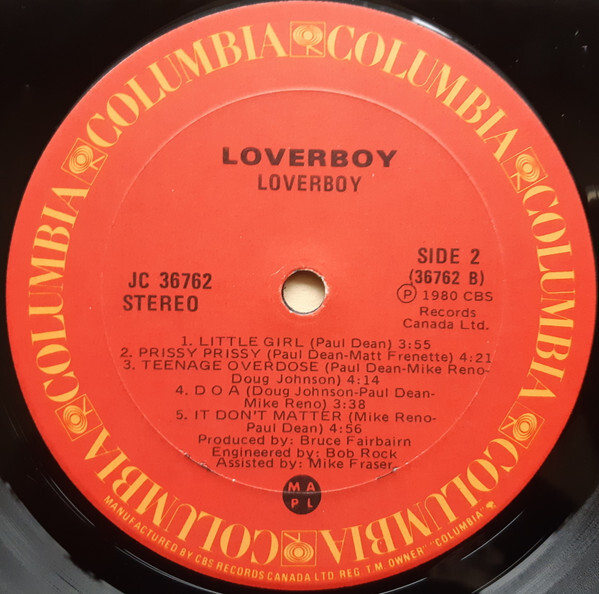 COLUMBIA COLUMBIA COLUMBIA COLUMBIA COLUMBIA COLUMBIA
LOVERBOY
LOVERBOY
JC 36762
STEREO
SIDE 2
(36762 B)
Ⓟ 1980 CBS
Records
Canada Ltd.
1. LITTLE GIRL (Paul Dean) 3:55
2. PRISSY PRISSY (Paul Dean-Matt Frenette) 4:21
3. TEENAGE OVERDOSE (Paul Dean-Mike Reno-
Doug Johnson) 4:14
4. D O A (Doug Johnson-Paul Dean-
Mike Reno) 3:38
5. IT DON'T MATTER (Mike Reno-
Paul Dean) 4:56
Produced by: Bruce Fairbairn
Engineered by: Bob Rock
Assisted by: Mike Fraser
M A
P L
MANUFACTURED BY CBS RECORDS CANADA LTD. REG. T.M. OWNER "COLUMBIA"